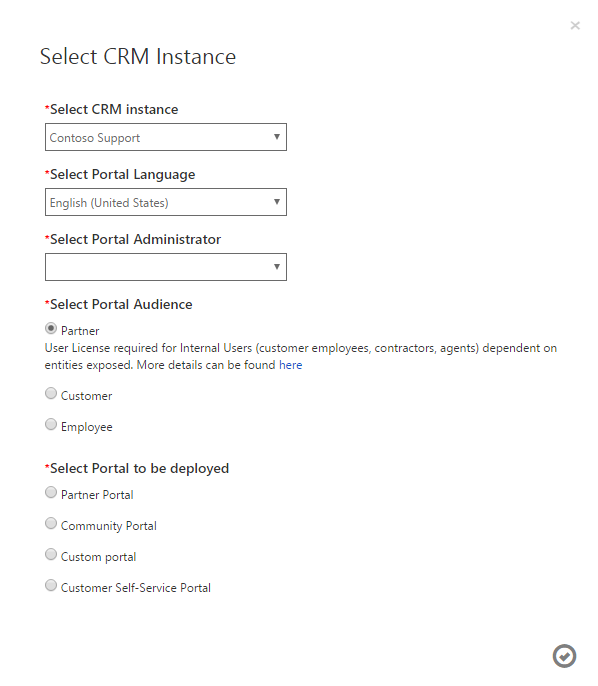 Select CRM Instance
*Select CRM instance
Contoso Support
*Select Portal Language
English (United States)
*Select Portal Administrator
*Select Portal Audience
Partner
User License required for Internal Users (customer employees, contractors, agents) dependent on
entities exposed. More details can be found here
Customer
Employee
*Select Portal to be deployed
Partner Portal
Community Portal
Custom portal
Customer Self-Service Portal